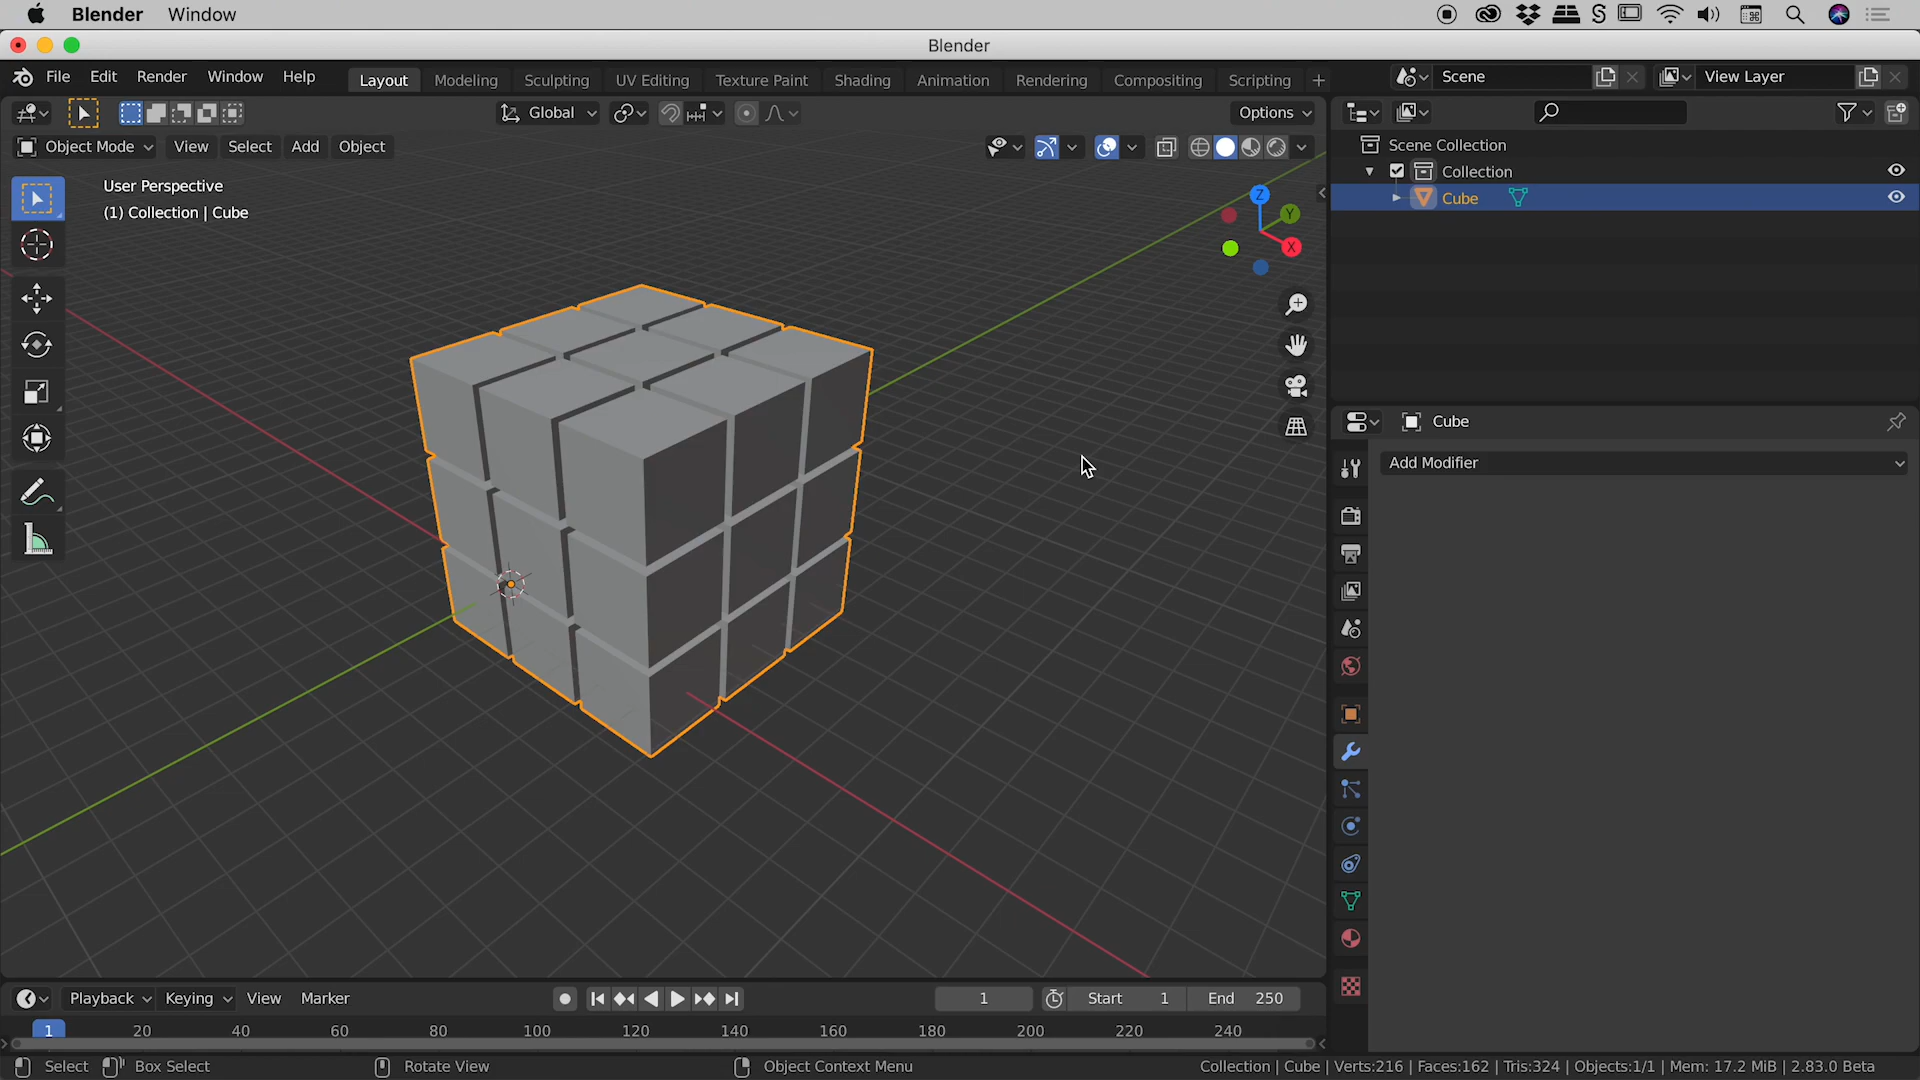 Blender Window
Blender
File Edit Render Window Help Layout Modeling Sculpting UV Editing Texture Paint Shading Animation Rendering Compositing Scripting + Scene View Layer
Global Options
Object Mode View Select Add Object
User Perspective
(1) Collection | Cube
Z
Y
X
Scene Collection
Collection
Cube
Cube
Add Modifier
Playback Keying View Marker 1 Start 1 End 250
1 20 40 60 80 100 120 140 160 180 200 220 240
Select Box Select Rotate View Object Context Menu Collection | Cube | Verts:216 | Faces:162 | Tris:324 | Objects:1/1 | Mem: 17.2 MiB | 2.83.0 Beta